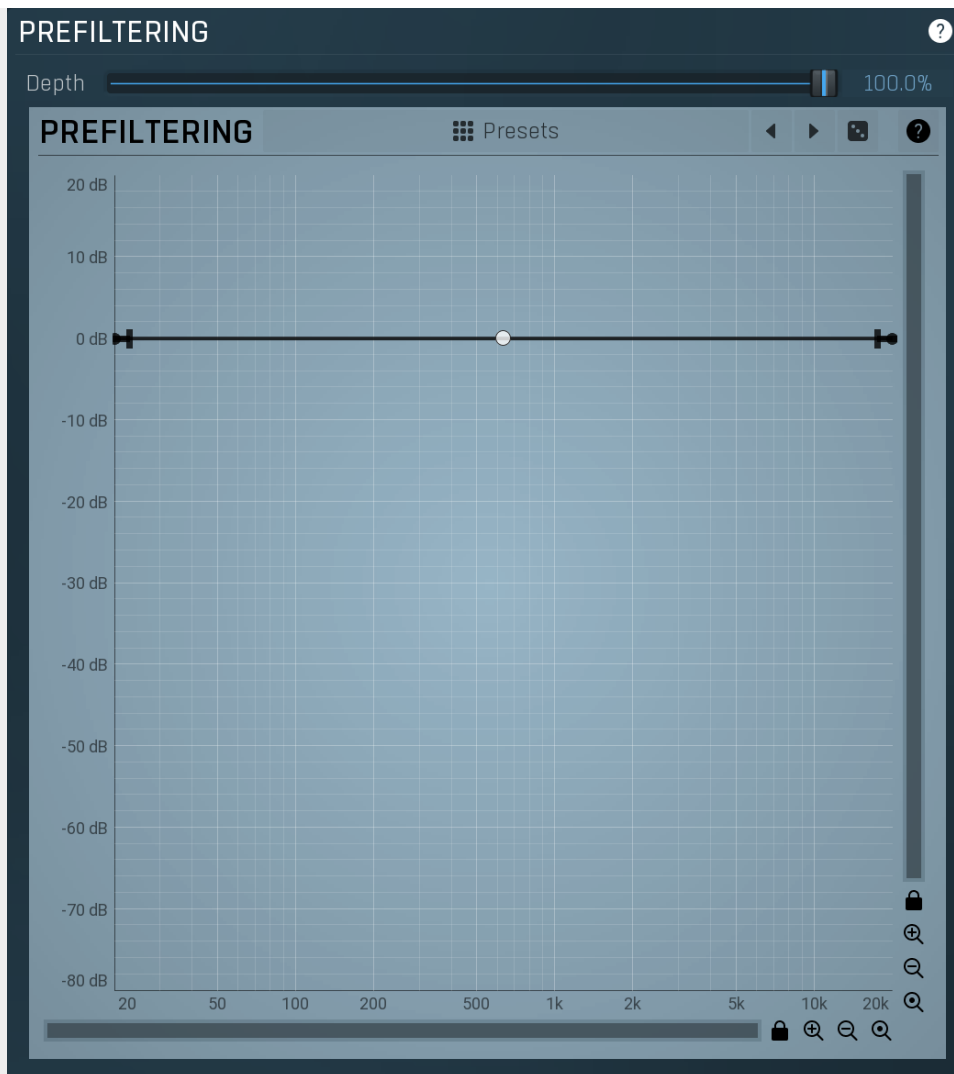 PREFILTERING ?
Depth 100.0%
PREFILTERING Presets ?
20 dB
10 dB
0 dB
-10 dB
-20 dB
-30 dB
-40 dB
-50 dB
-60 dB
-70 dB
-80 dB
20 50 100 200 500 1k 2k 5k 10k 20k